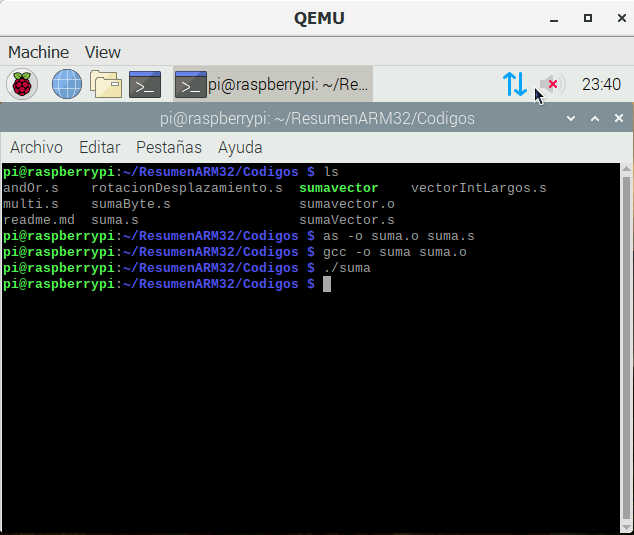 QEMU
Machine View
pi@raspberrypi: ~/Re... 23:40
pi@raspberrypi: ~/ResumenARM32/Codigos
Archivo Editar Pestañas Ayuda
pi@raspberrypi:~/ResumenARM32/Codigos $ ls
andOr.s rotacionDesplazamiento.s sumavector vectorIntLargos.s
multi.s sumaByte.s sumavector.o
readme.md suma.s sumaVector.s
pi@raspberrypi:~/ResumenARM32/Codigos $ as -o suma.o suma.s
pi@raspberrypi:~/ResumenARM32/Codigos $ gcc -o suma suma.o
pi@raspberrypi:~/ResumenARM32/Codigos $ ./suma
pi@raspberrypi:~/ResumenARM32/Codigos $